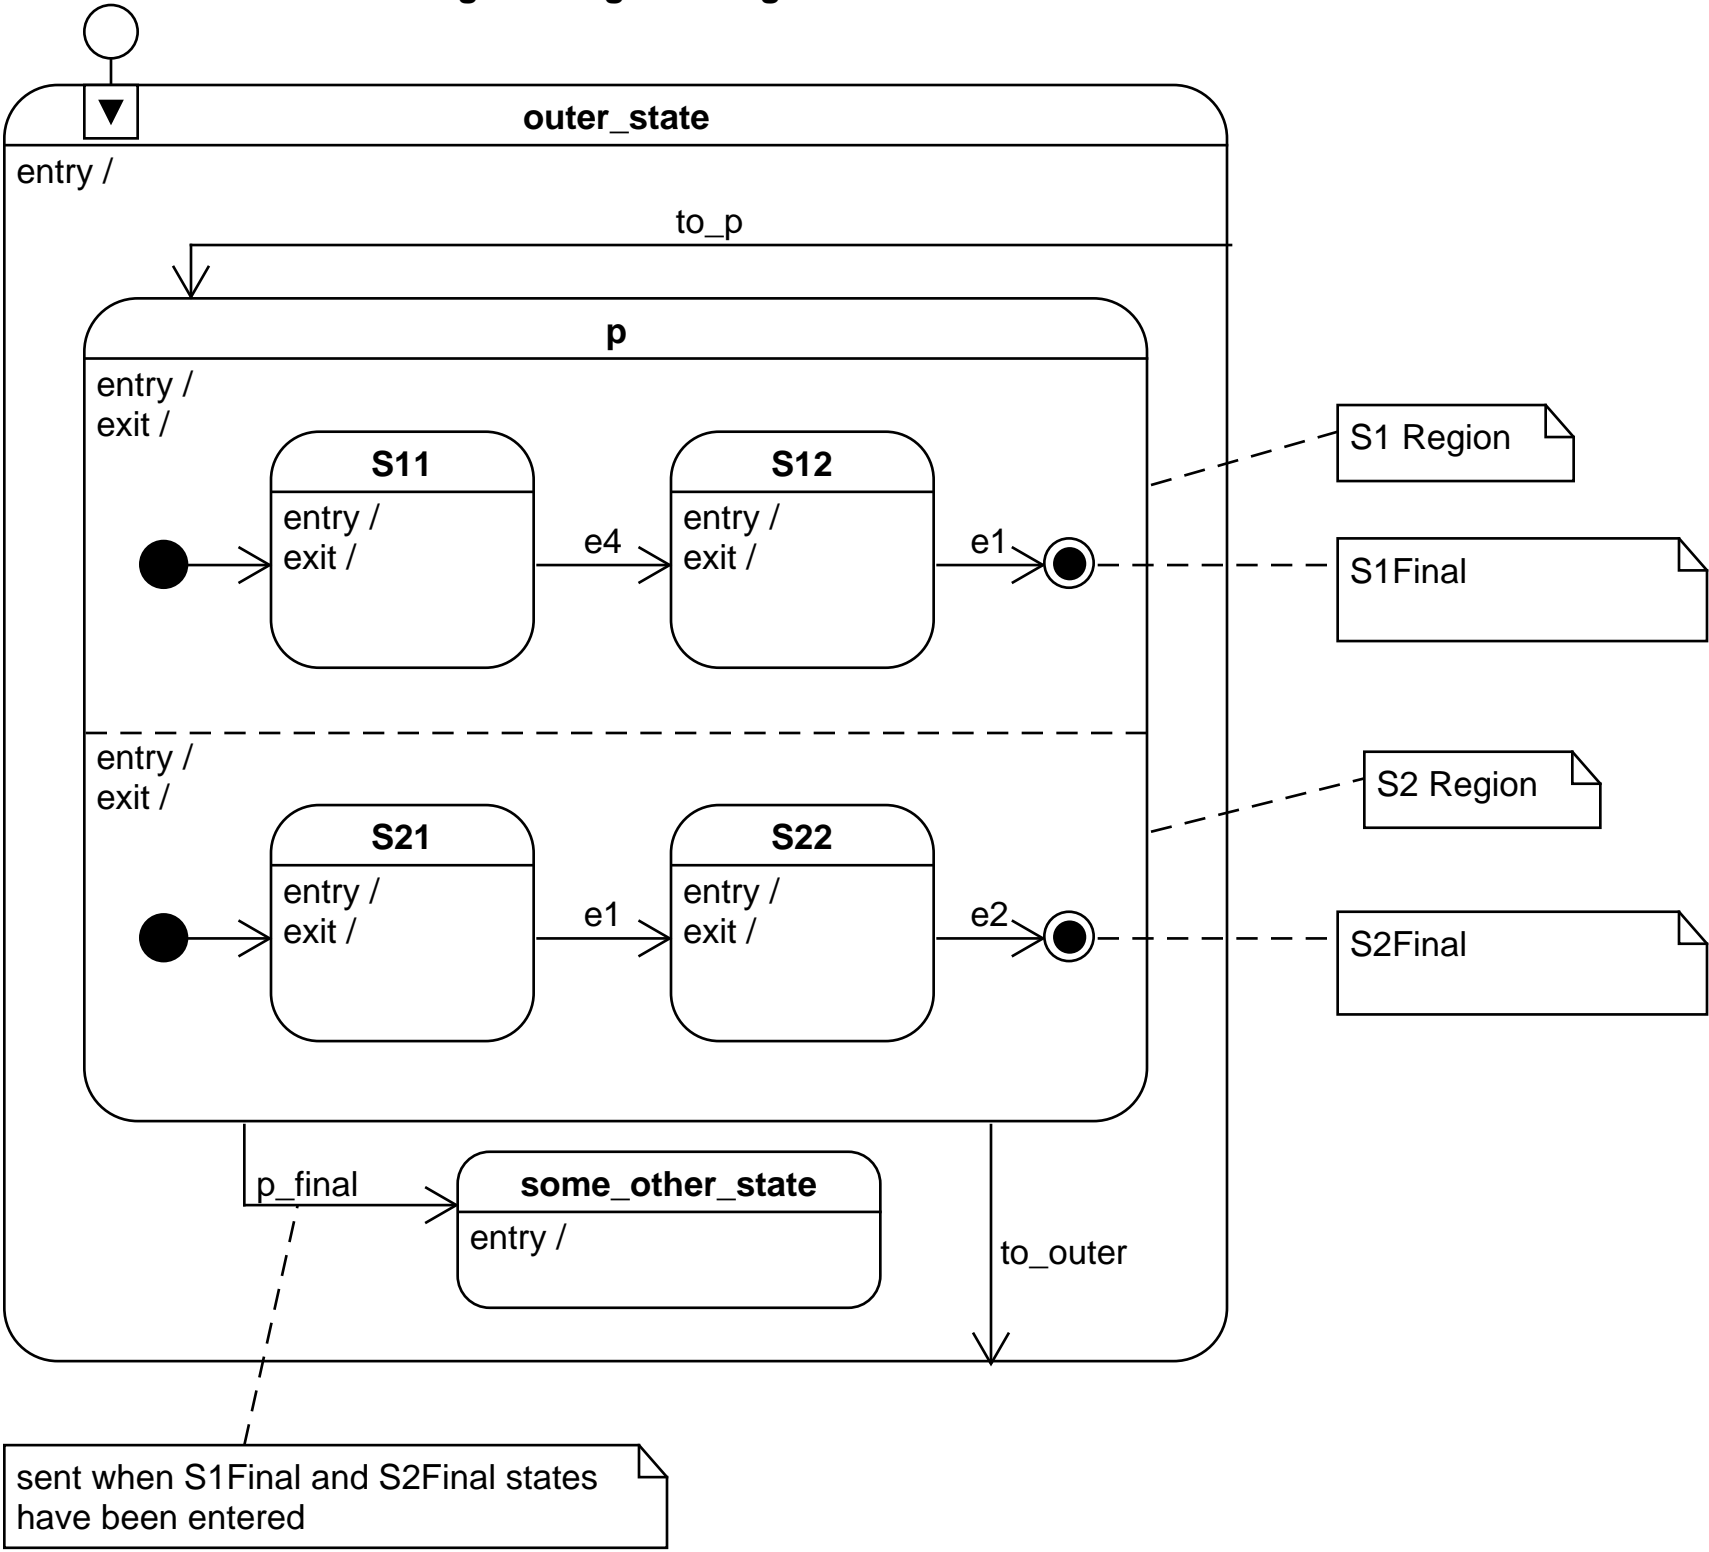 outer_state
entry /
to_p
p
entry /
exit /
S11
entry /
exit /
e4
S12
entry /
exit /
e1
S1 Region
S1Final
entry /
exit /
S21
entry /
exit /
e1
S22
entry /
exit /
e2
S2 Region
S2Final
p_final
some_other_state
entry /
to_outer
sent when S1Final and S2Final states
have been entered